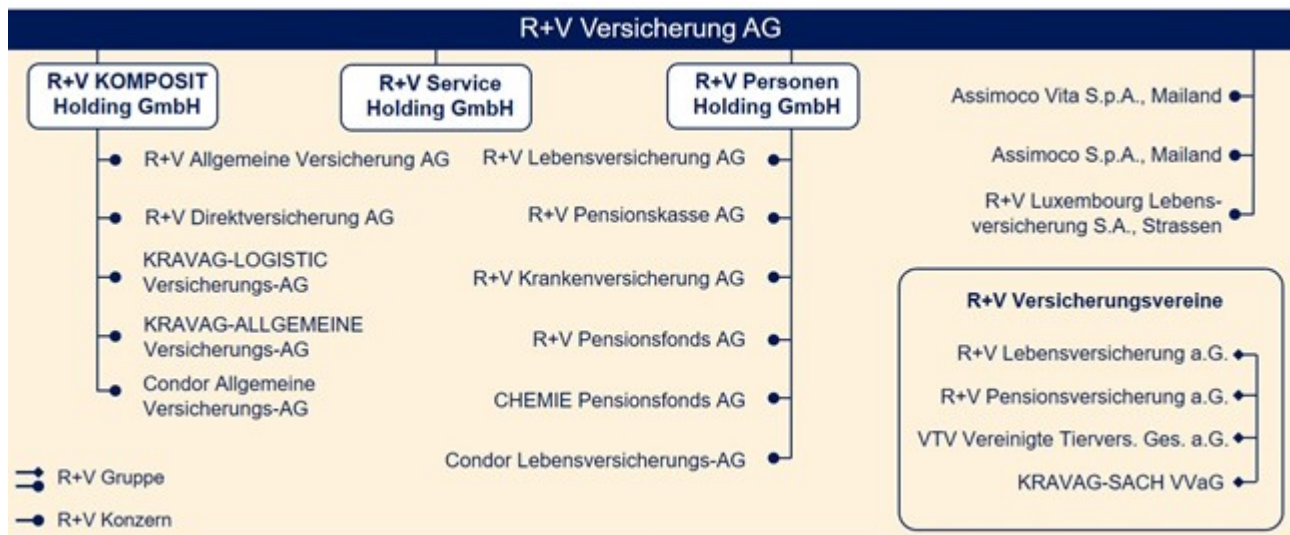 R+V Versicherung AG
R+V KOMPOSIT
Holding GmbH
R+V Allgemeine Versicherung AG
R+V Direktversicherung AG
KRAVAG-LOGISTIC
Versicherungs-AG
KRAVAG-ALLGEMEINE
Versicherungs-AG
Condor Allgemeine
Versicherungs-AG
R+V Service
Holding GmbH
R+V Personen
Holding GmbH
R+V Lebensversicherung AG
R+V Pensionskasse AG
R+V Krankenversicherung AG
R+V Pensionsfonds AG
CHEMIE Pensionsfonds AG
Condor Lebensversicherungs-AG
Assimoco Vita S.p.A., Mailand
Assimoco S.p.A., Mailand
R+V Luxembourg Lebens-
versicherung S.A., Strassen
R+V Versicherungsvereine
R+V Lebensversicherung a.G.
R+V Pensionsversicherung a.G.
VTV Vereinigte Tiervers. Ges. a.G.
KRAVAG-SACH VVaG
R+V Gruppe
R+V Konzern